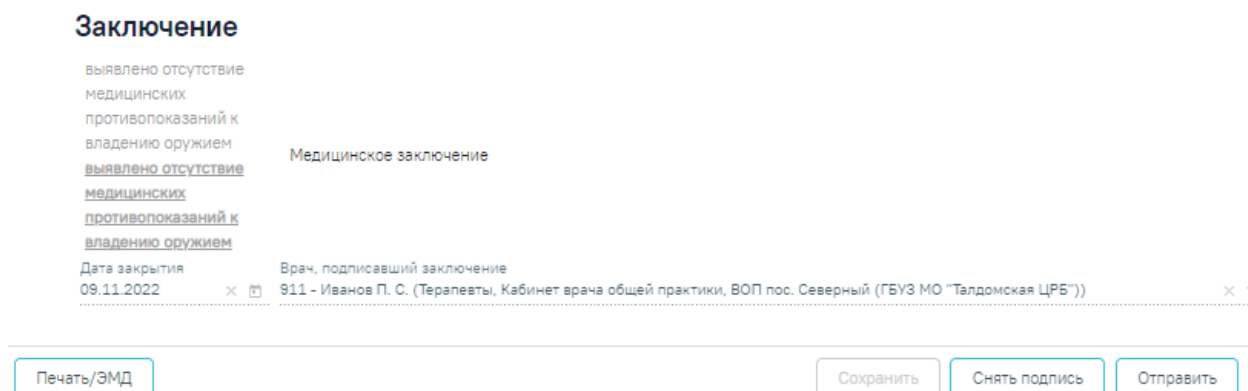 Заключение
выявлено отсутствие
медицинских
противопоказаний к
владению оружием
выявлено отсутствие
медицинских
противопоказаний к
владению оружием
Медицинское заключение
Дата закрытия
09.11.2022
Врач, подписавший заключение
911 - Иванов П. С. (Терапевты, Кабинет врача общей практики, ВОП пос. Северный (ГБУЗ МО "Талдомская ЦРБ"))
Печать/ЭМД
Сохранить
Снять подпись
Отправить